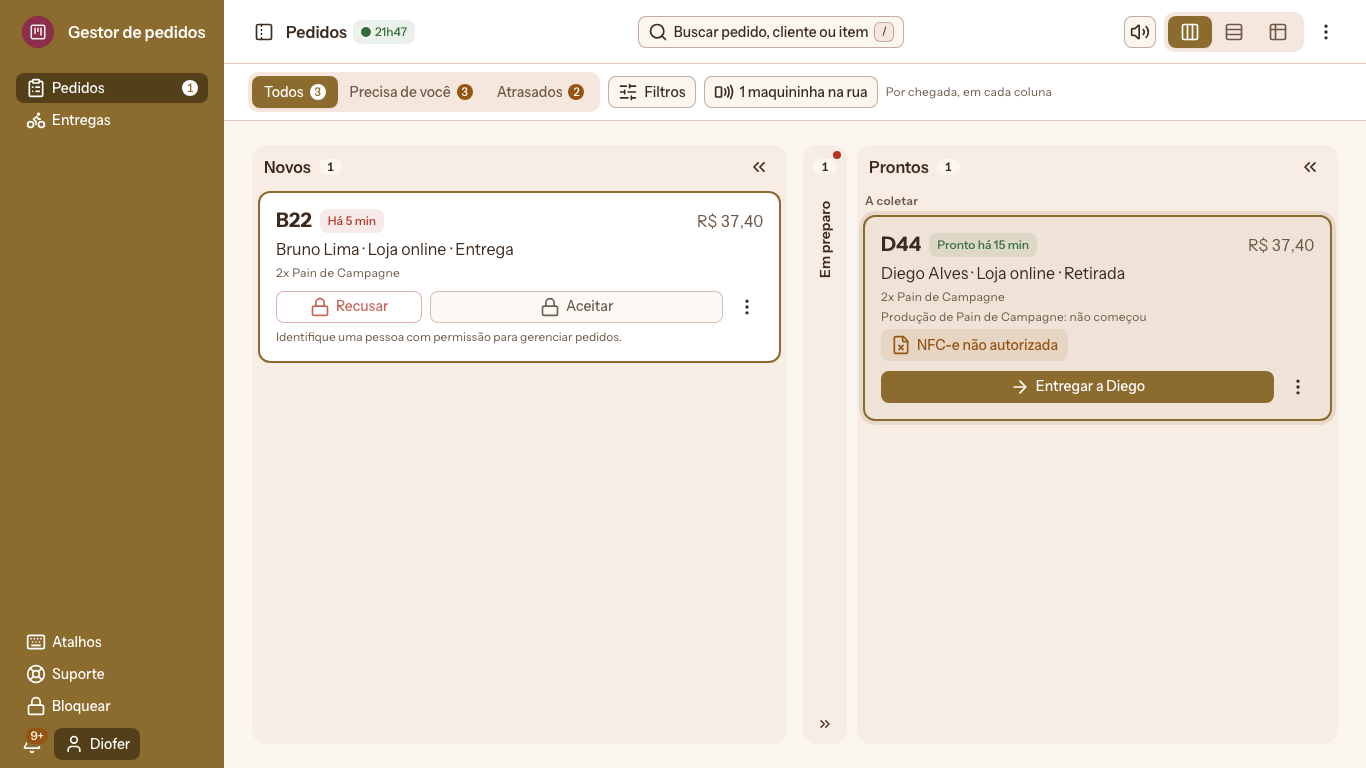 Gestor de pedidos
Pedidos 1
Entregas
Atalhos
Suporte
Bloquear
9+ Diofer
Pedidos 21h47
Buscar pedido, cliente ou item /
Todos 3 Precisa de você 3 Atrasados 2 Filtros 1 maquininha na rua Por chegada, em cada coluna
Novos 1
B22 Há 5 min R$ 37,40
Bruno Lima · Loja online · Entrega
2x Pain de Campagne
Recusar Aceitar
Identifique uma pessoa com permissão para gerenciar pedidos.
1
Em preparo
Prontos 1
A coletar
D44 Pronto há 15 min R$ 37,40
Diego Alves · Loja online · Retirada
2x Pain de Campagne
Produção de Pain de Campagne: não começou
NFC-e não autorizada
Entregar a Diego